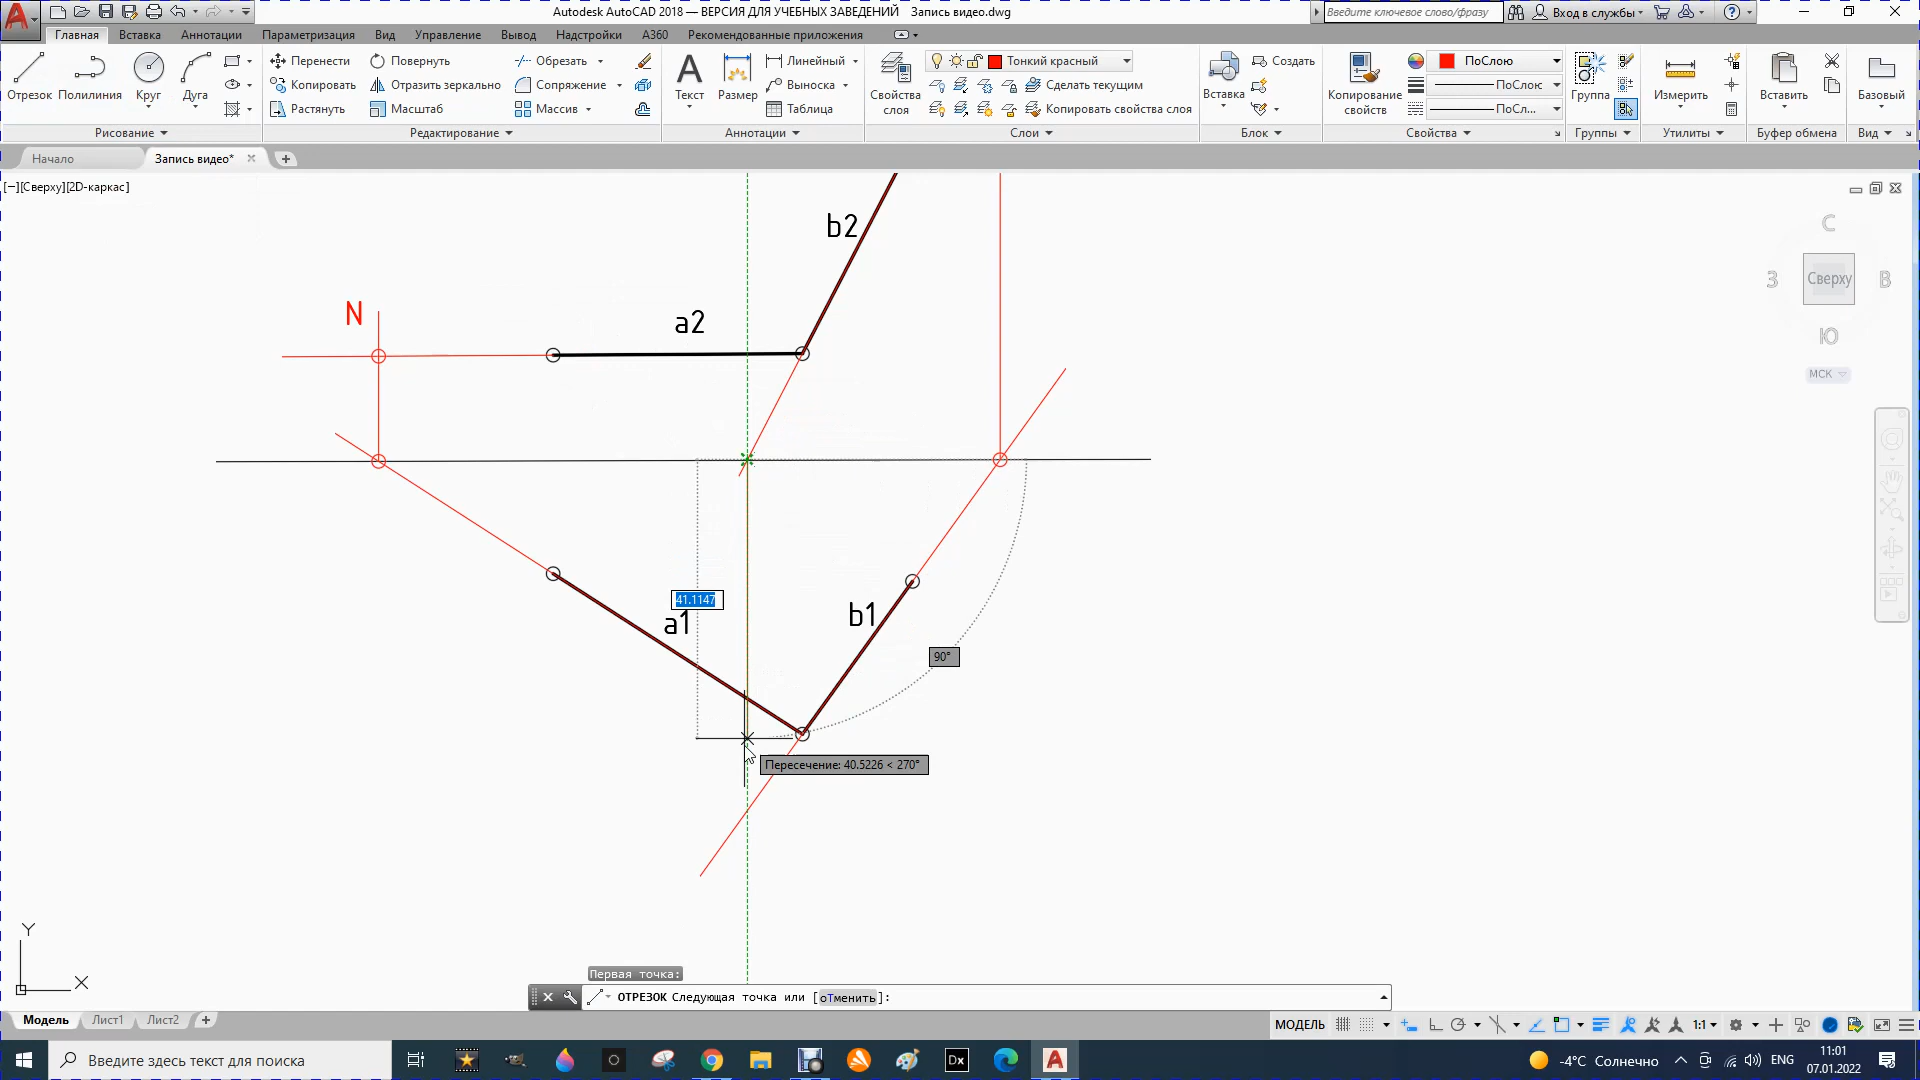 Autodesk AutoCAD 2018 — ВЕРСИЯ ДЛЯ УЧЕБНЫХ ЗАВЕДЕНИЙ Запись видео.dwg
Введите ключевое слово/фразу
Вход в службы
Главная Вставка Аннотации Параметризация Вид Управление Вывод Надстройки A360 Рекомендованные приложения
Отрезок Полилиния Круг Дуга
Перенести Повернуть Обрезать
Копировать Отразить зеркально Сопряжение
Растянуть Масштаб Массив
Текст Размер
Линейный
Выноска
Таблица
Свойства слоя
Тонкий красный
Сделать текущим
Копировать свойства слоя
Вставка
Создать
Копирование свойств
ПоСлою
ПоСлою
ПоСл...
Группа
Измерить
Вставить
Базовый
Рисование Редактирование Аннотации Слои Блок Свойства Группы Утилиты Буфер обмена Вид
Начало Запись видео*
[−][Сверху][2D-каркас]
С
З Сверху В
Ю
МСК
b2
N
a2
41.1147
a1
b1
90°
Пересечение: 40.5226 < 270°
Y
X
Первая точка:
ОТРЕЗОК Следующая точка или [оТменить]:
Модель Лист1 Лист2
МОДЕЛЬ 1:1
Введите здесь текст для поиска
Dx
-4°C Солнечно
ENG
11:01
07.01.2022